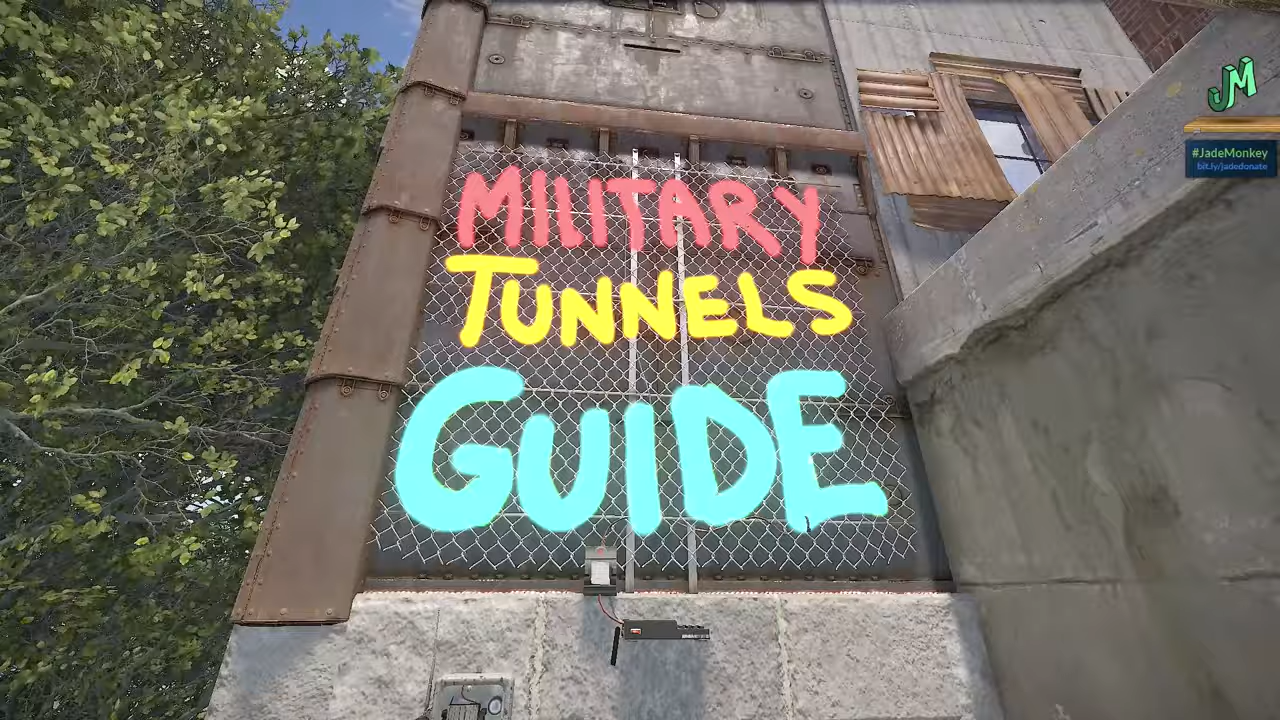 JM
#JadeMonkey
bit.ly/jadedonate
MILITARY
TUNNELS
GUIDE